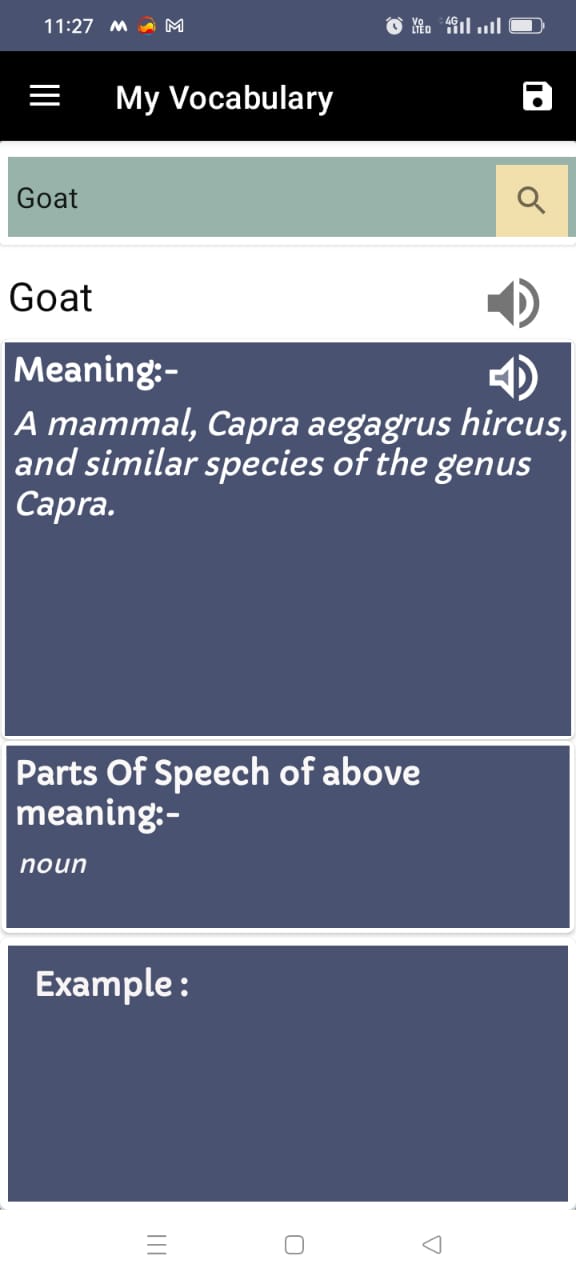 11:27
Vo LTED 4G
My Vocabulary
Goat
Goat
Meaning:-
A mammal, Capra aegagrus hircus,
and similar species of the genus
Capra.
Parts Of Speech of above
meaning:-
noun
Example :